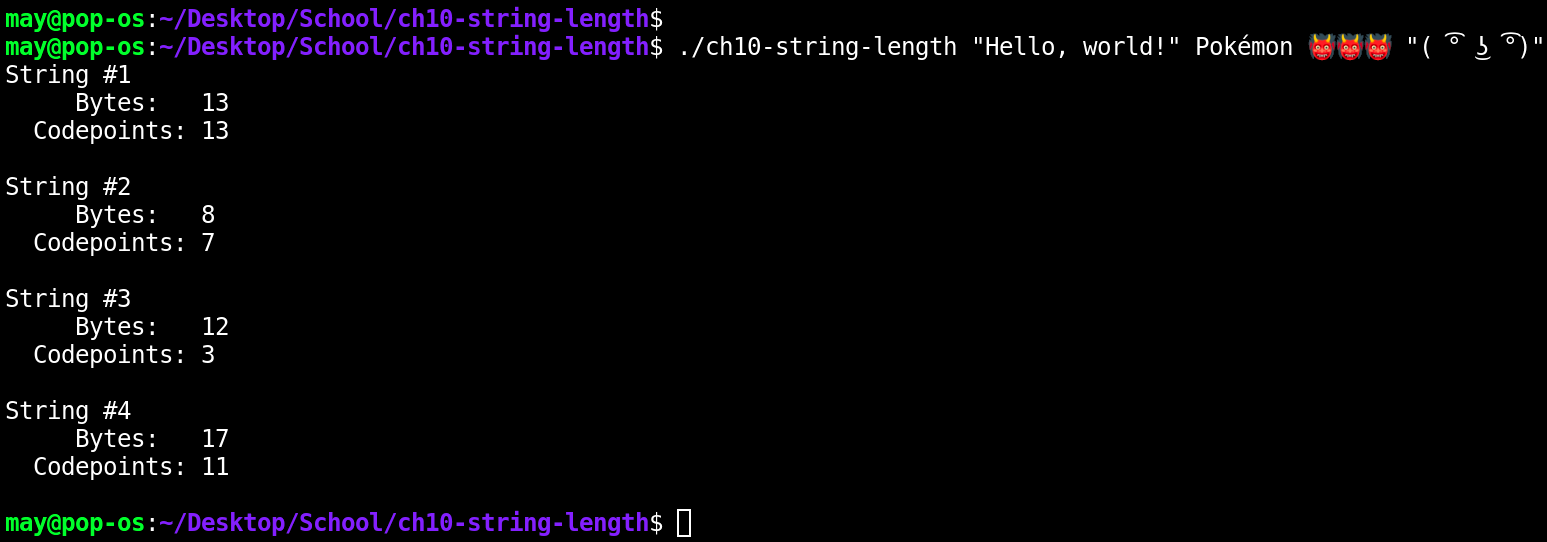 may@pop-os:~/Desktop/School/ch10-string-length$
may@pop-os:~/Desktop/School/ch10-string-length$ ./ch10-string-length "Hello, world!" Pokémon 👹👹👹 "( ͡° ͜ʖ ͡°)"
String #1
     Bytes:   13
  Codepoints: 13

String #2
     Bytes:   8
  Codepoints: 7

String #3
     Bytes:   12
  Codepoints: 3

String #4
     Bytes:   17
  Codepoints: 11

may@pop-os:~/Desktop/School/ch10-string-length$